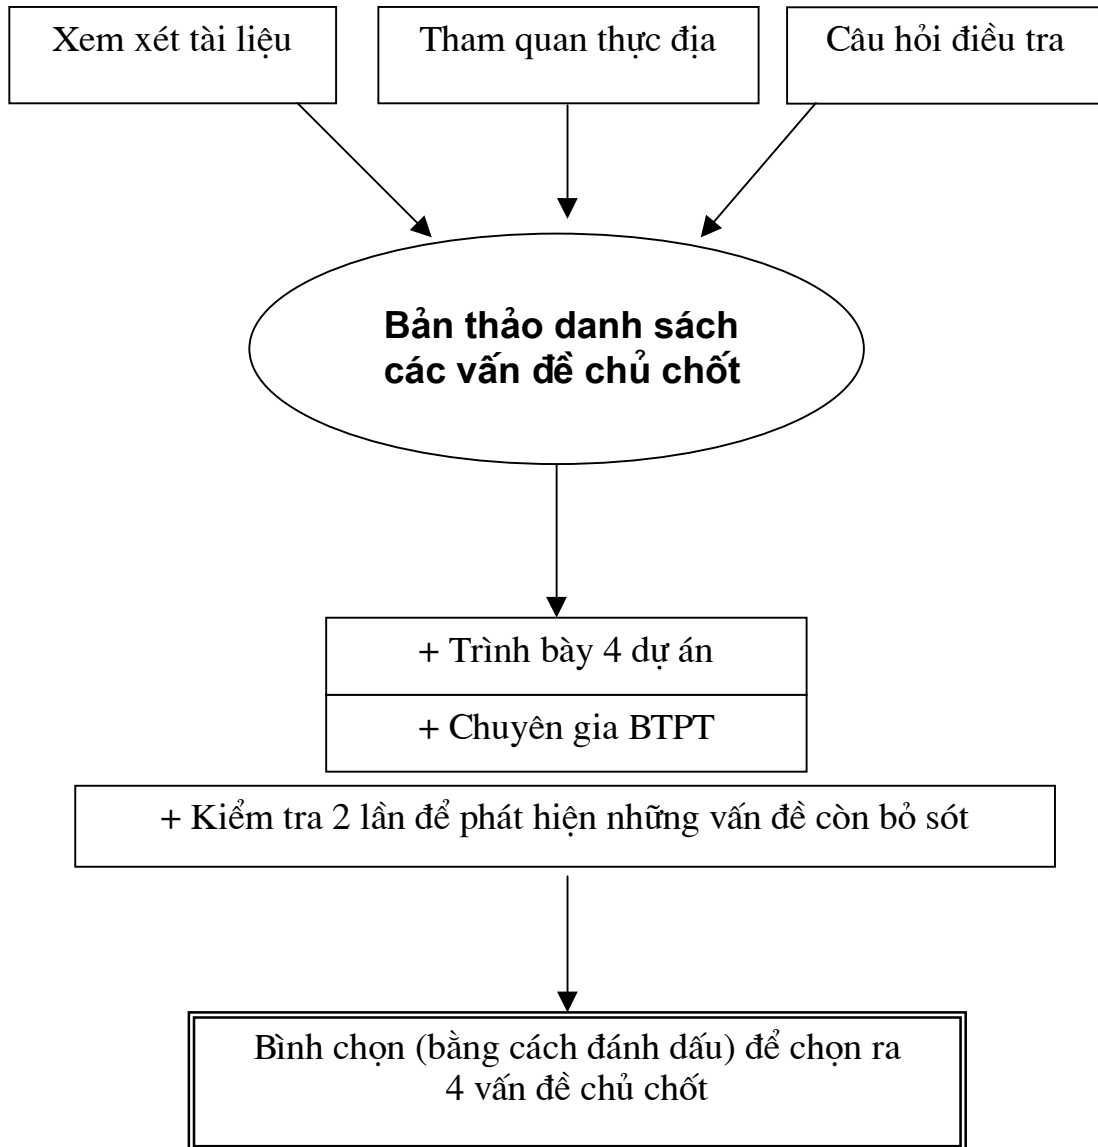 Xem xét tài liệu
Tham quan thực địa
Câu hỏi điều tra
Bản thảo danh sách
các vấn đề chủ chốt
+ Trình bày 4 dự án
+ Chuyên gia BTPT
+ Kiểm tra 2 lần để phát hiện những vấn đề còn bỏ sót
Bình chọn (bằng cách đánh dấu) để chọn ra
4 vấn đề chủ chốt